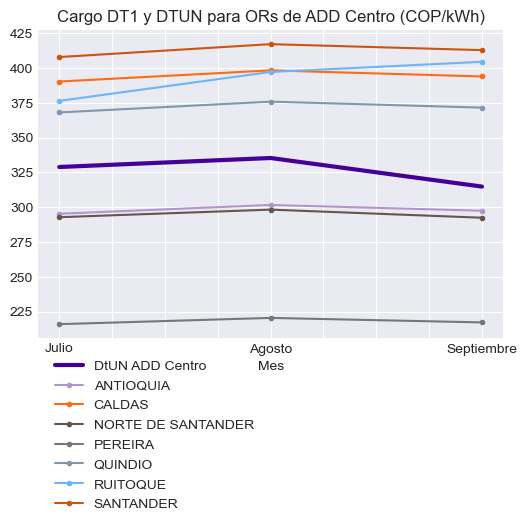 Cargo DT1 y DTUN para ORs de ADD Centro (COP/kWh)
425
400
375
350
325
300
275
250
225
Julio Agosto Septiembre
Mes
DtUN ADD Centro
ANTIOQUIA
CALDAS
NORTE DE SANTANDER
PEREIRA
QUINDIO
RUITOQUE
SANTANDER